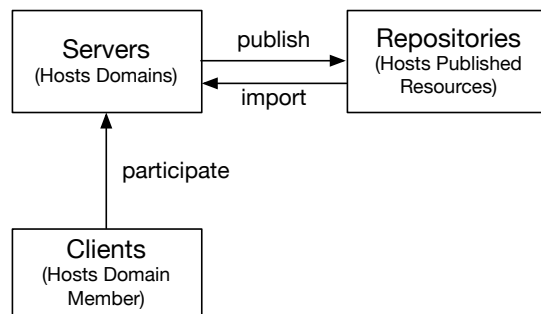 Servers
(Hosts Domains)
publish
import
Repositories
(Hosts Published
Resources)
participate
Clients
(Hosts Domain
Member)